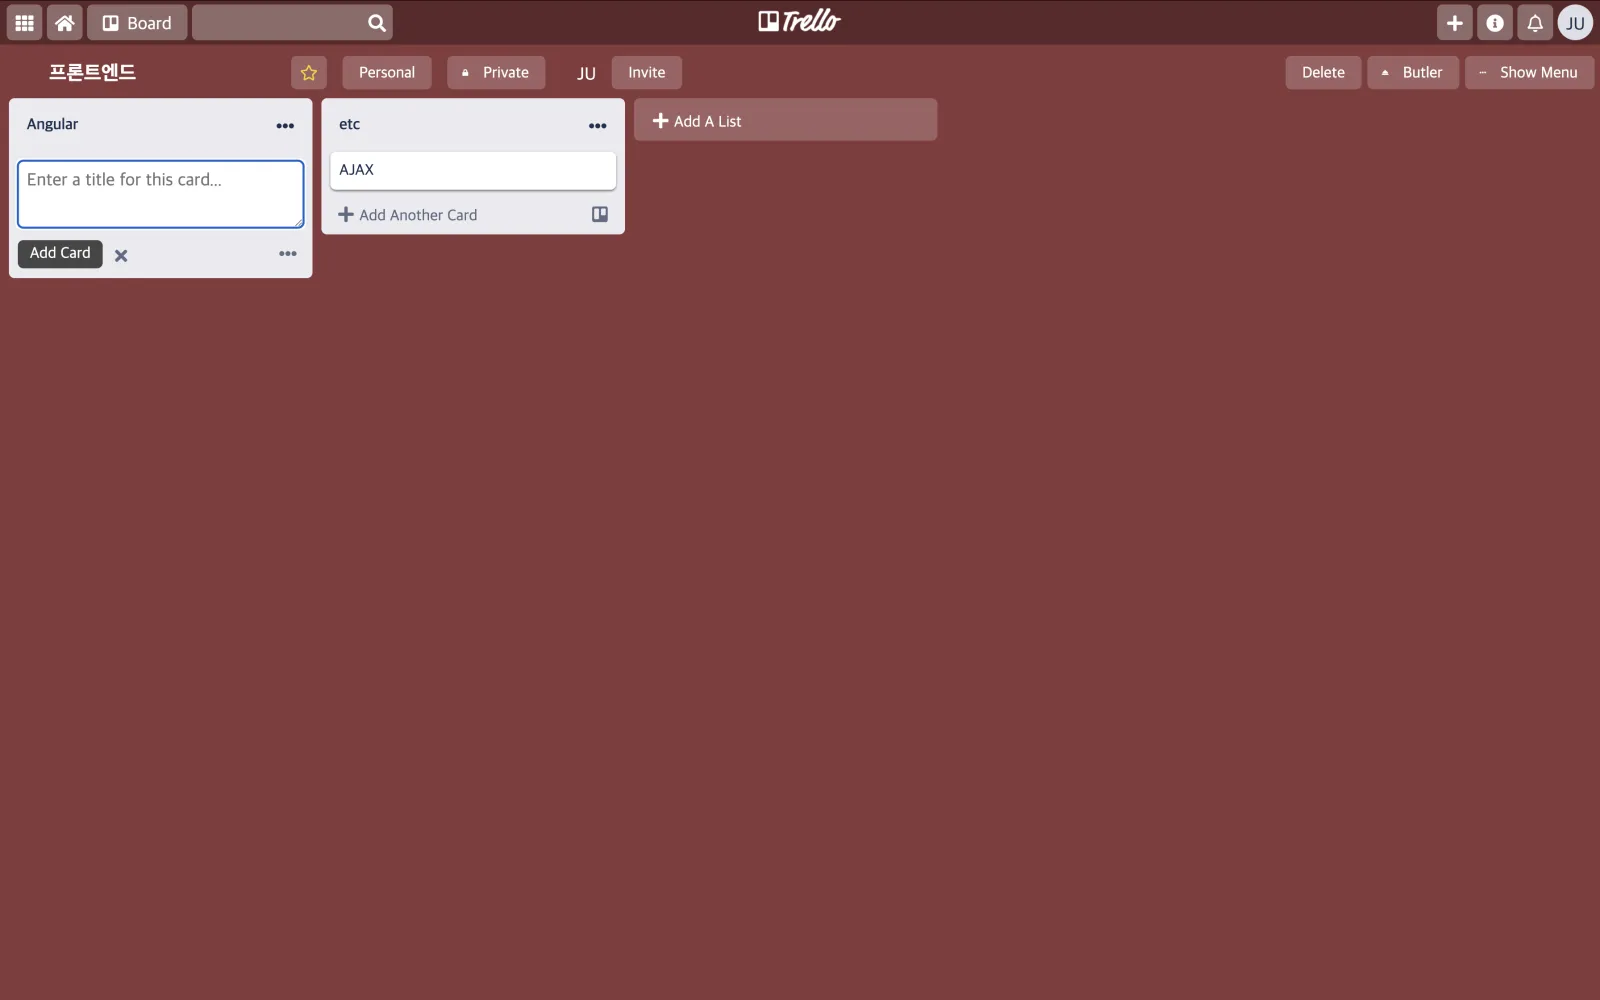 Board
Trello
JU
프론트엔드
Personal
Private
JU
Invite
Delete
Butler
Show Menu
Angular
Enter a title for this card...
Add Card
etc
AJAX
Add Another Card
Add A List